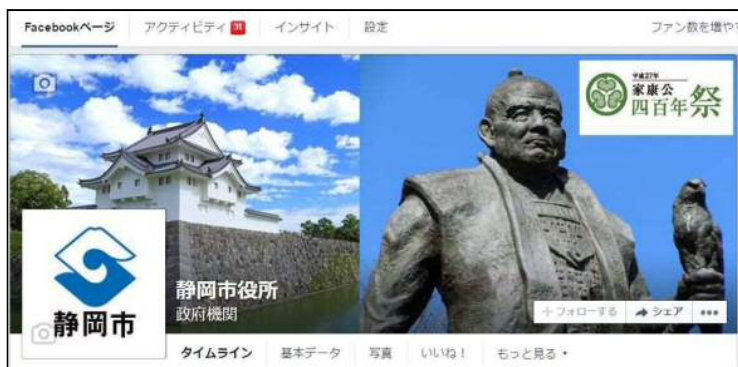 Facebookページ アクティビティ 31 インサイト 設定 ファン数を増や
平成27年
家康公
四百年祭
静岡市役所
政府機関
静岡市
+フォローする シェア •••
タイムライン 基本データ 写真 いいね！ もっと見る